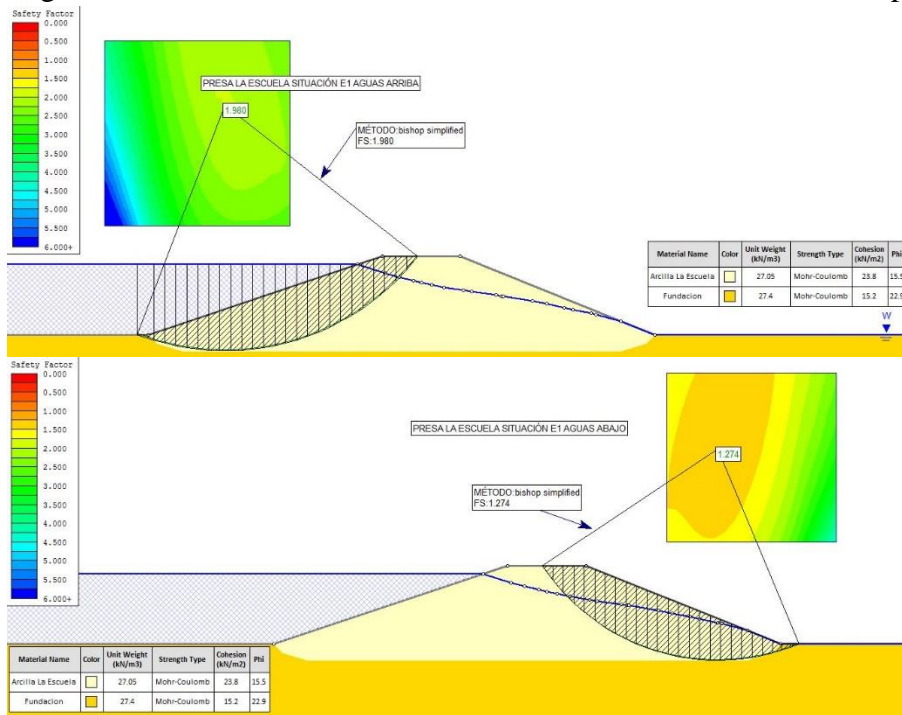 Safety Factor
0.000
0.500
1.000
1.500
2.000
2.500
3.000
3.500
4.000
4.500
5.000
5.500
6.000+
PRESA LA ESCUELA SITUACIÓN E1 AGUAS ARRIBA
1.980
MÉTODO:bishop simplified
FS:1.980
Material Name Color Unit Weight (kN/m3) Strength Type Cohesion (kN/m2) Phi
Arcilla La Escuela 27.05 Mohr-Coulomb 23.8 15.5
Fundacion 27.4 Mohr-Coulomb 15.2 22.9
W
Safety Factor
0.000
0.500
1.000
1.500
2.000
2.500
3.000
3.500
4.000
4.500
5.000
5.500
6.000+
PRESA LA ESCUELA SITUACIÓN E1 AGUAS ABAJO
1.274
MÉTODO:bishop simplified
FS:1.274
Material Name Color Unit Weight (kN/m3) Strength Type Cohesion (kN/m2) Phi
Arcilla La Escuela 27.05 Mohr-Coulomb 23.8 15.5
Fundacion 27.4 Mohr-Coulomb 15.2 22.9